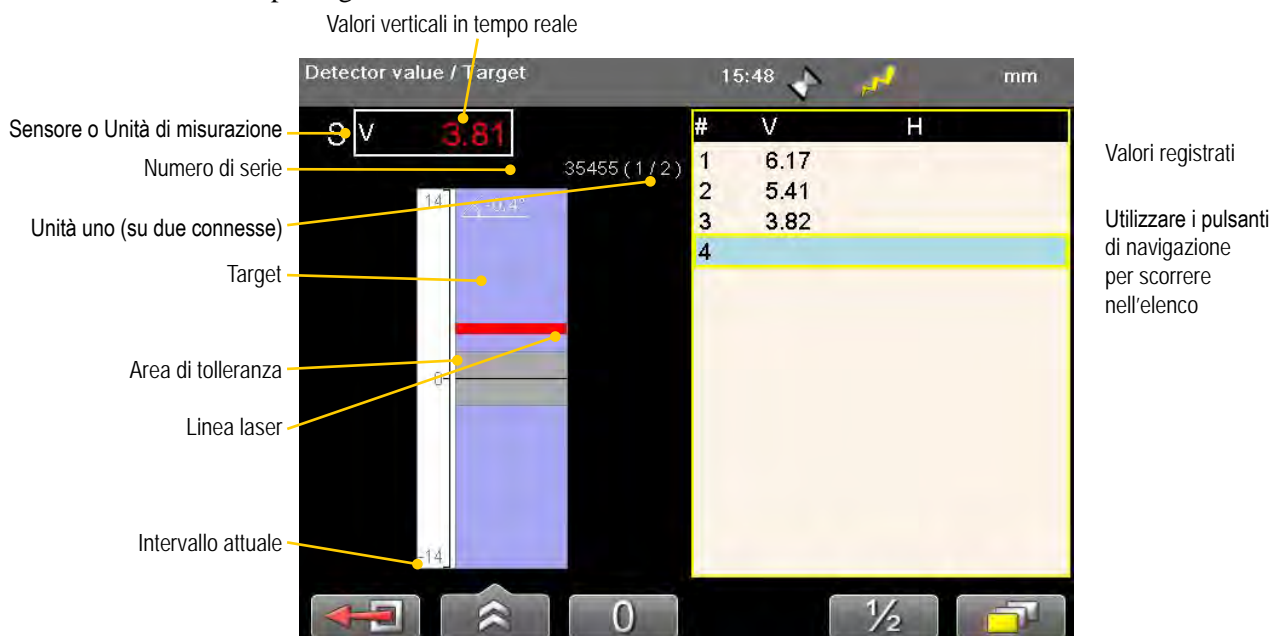 Valori verticali in tempo reale
Detector value / Target 15:48 mm
Sensore o Unità di misurazione
S V 3.81
Numero di serie
35455 ( 1 / 2 )
Unità uno (su due connesse)
14
-0.4°
Target
Area di tolleranza
0
Linea laser
Intervallo attuale
-14
# V H
1 6.17
2 5.41
3 3.82
4
Valori registrati
Utilizzare i pulsanti
di navigazione
per scorrere
nell'elenco
0
½